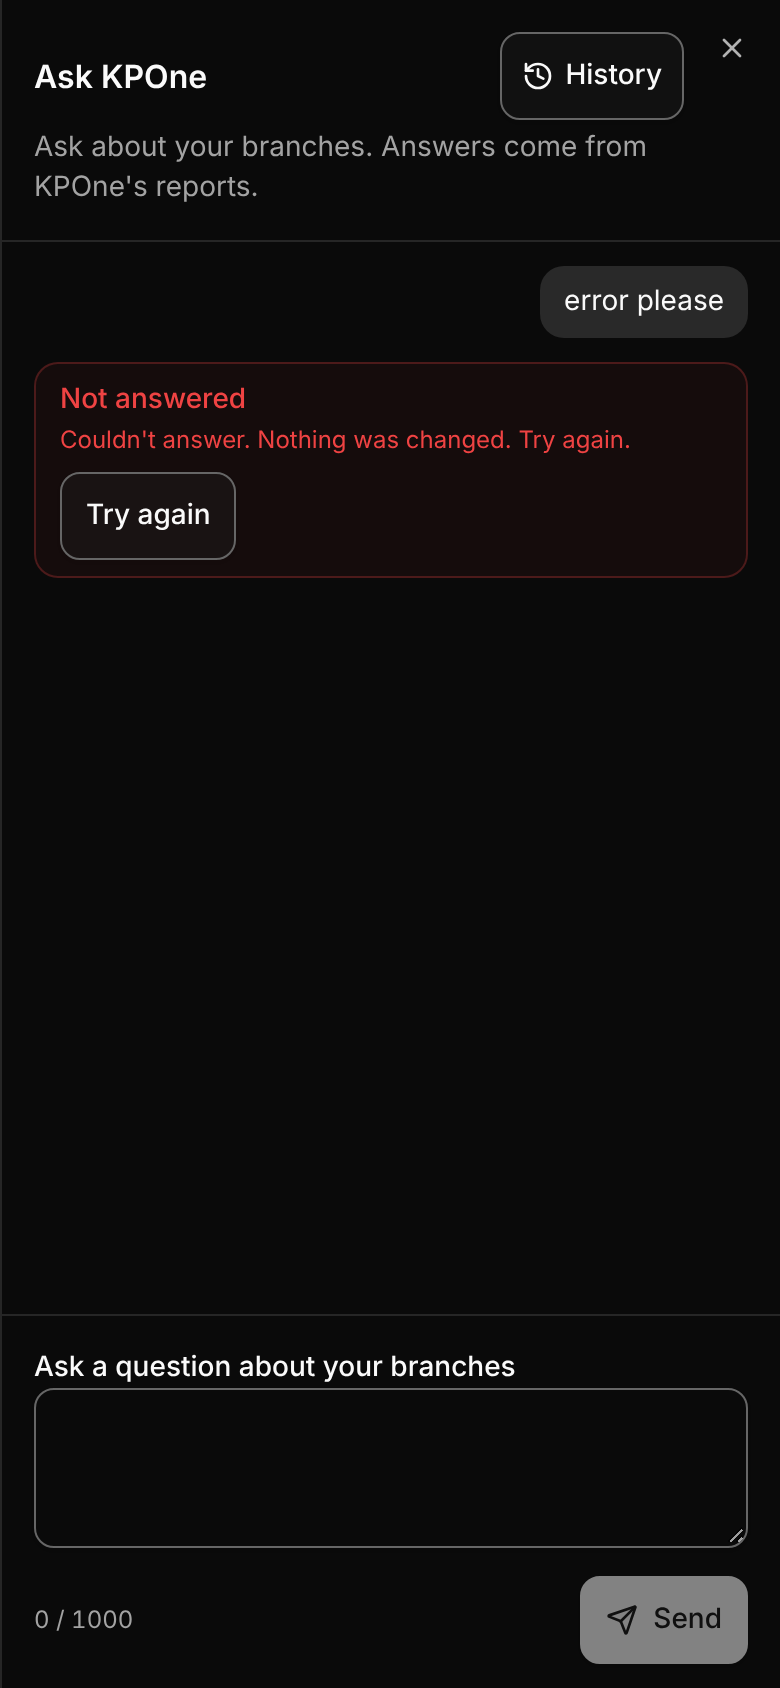 Ask KPOne
History
Ask about your branches. Answers come from
KPOne's reports.
error please
Not answered
Couldn't answer. Nothing was changed. Try again.
Try again
Ask a question about your branches
0 / 1000
Send